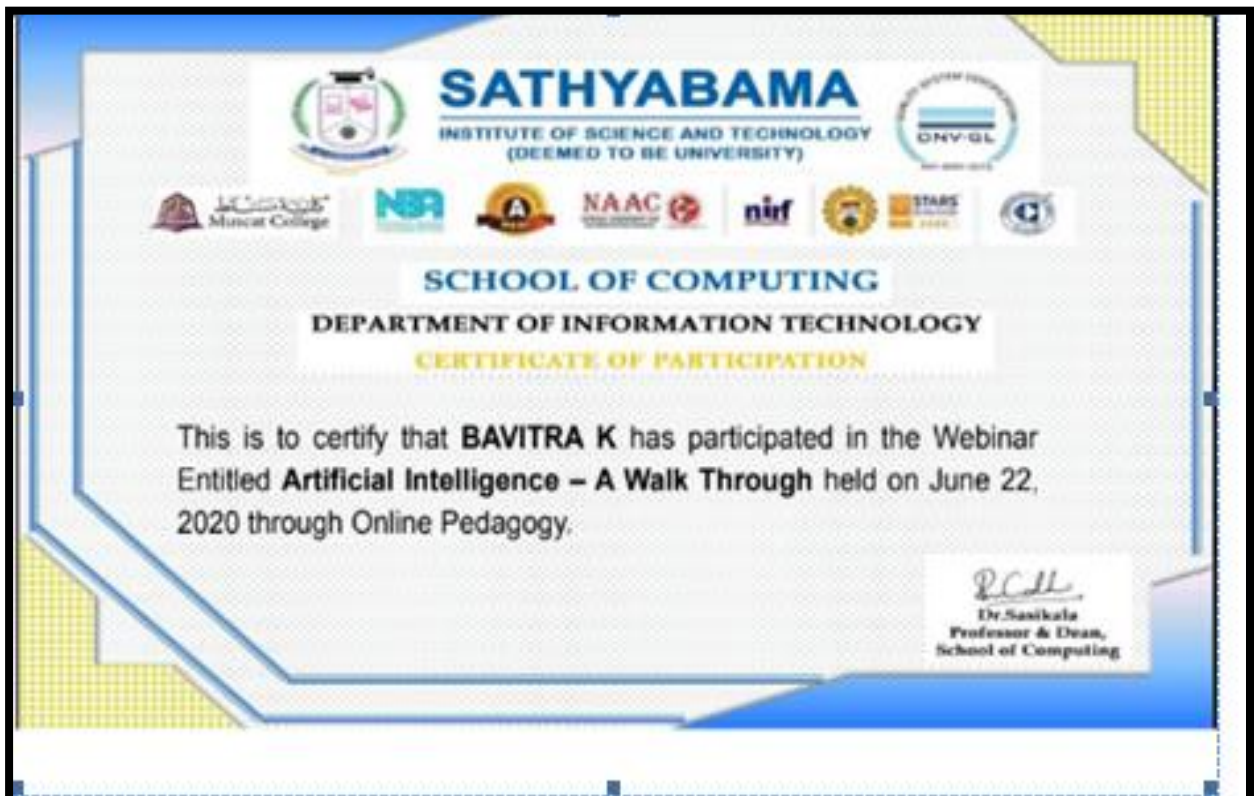 SATHYABAMA
INSTITUTE OF SCIENCE AND TECHNOLOGY
(DEEMED TO BE UNIVERSITY)
DNV·GL
Muscat College
NBA
A
NAAC
nirf
STARS
C
SCHOOL OF COMPUTING
DEPARTMENT OF INFORMATION TECHNOLOGY
CERTIFICATE OF PARTICIPATION
This is to certify that BAVITRA K has participated in the Webinar
Entitled Artificial Intelligence – A Walk Through held on June 22,
2020 through Online Pedagogy.
Dr.Sasikala
Professor & Dean,
School of Computing